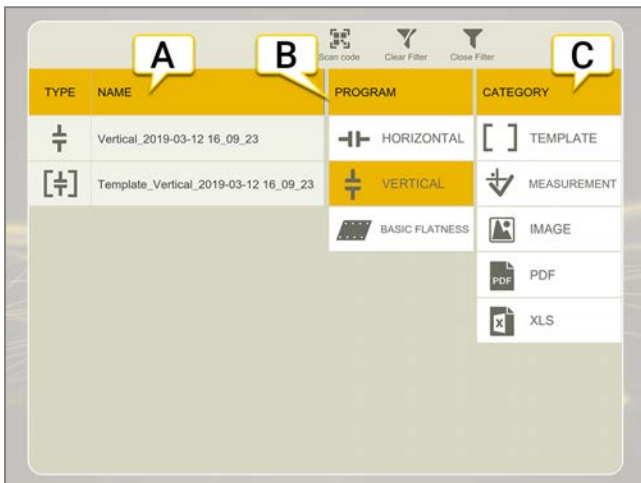 Scan code Clear Filter Close Filter
A B C
TYPE NAME PROGRAM CATEGORY
Vertical_2019-03-12 16_09_23 HORIZONTAL TEMPLATE
Template_Vertical_2019-03-12 16_09_23 VERTICAL MEASUREMENT
BASIC FLATNESS IMAGE
PDF PDF
X XLS